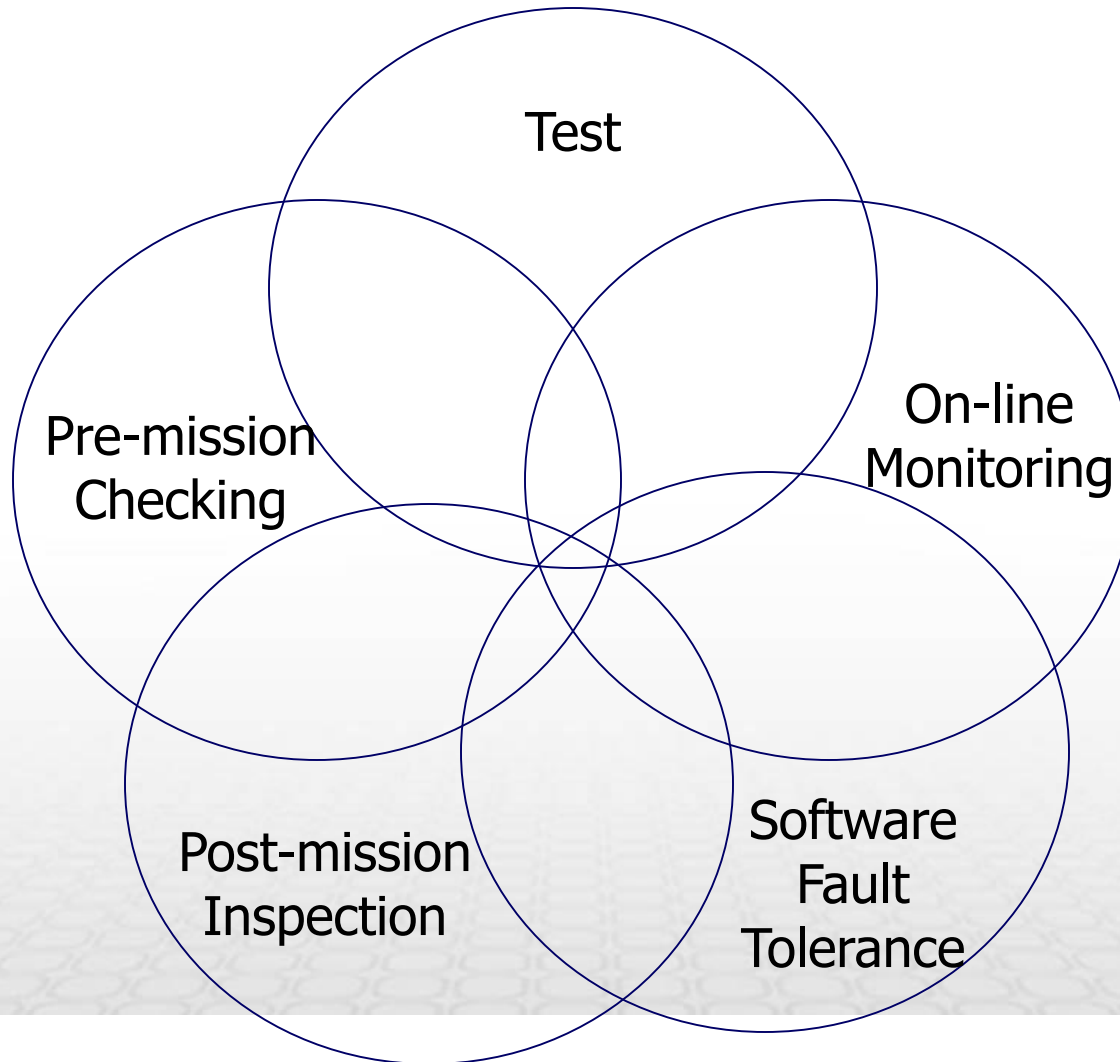 Test
Pre-mission
Checking
On-line
Monitoring
Post-mission
Inspection
Software
Fault
Tolerance